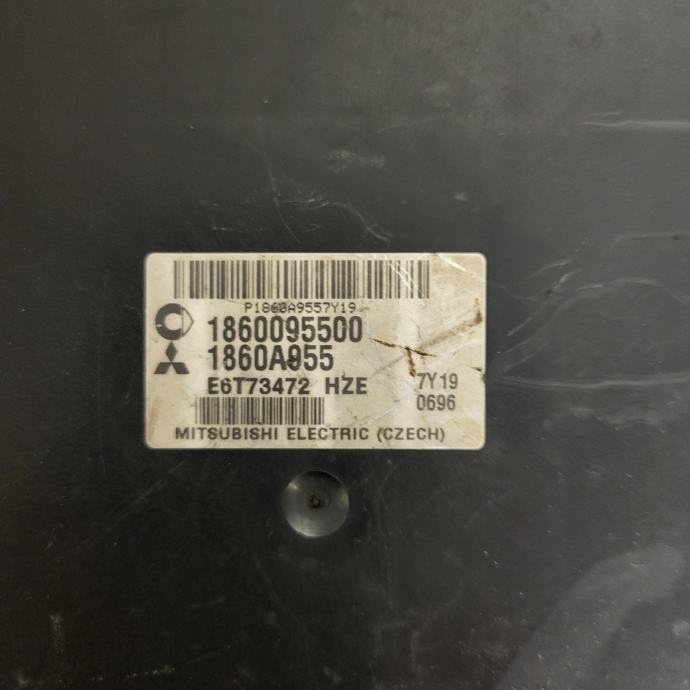 P1860A9557Y19
1860095500
1860A955
E6T73472 HZE 7Y19
0696
MITSUBISHI ELECTRIC (CZECH)